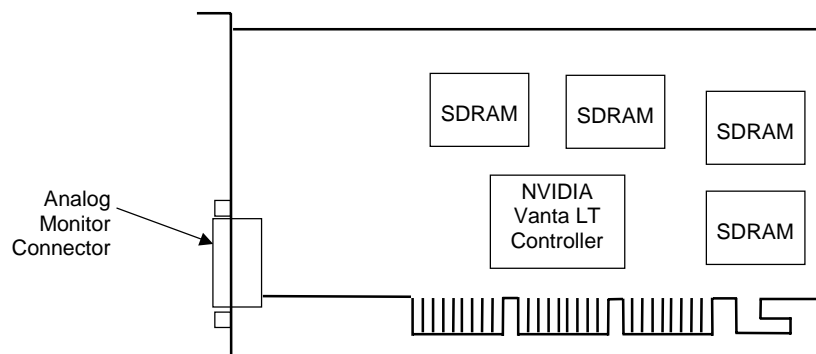 SDRAM
SDRAM
SDRAM
NVIDIA
Vanta LT
Controller
SDRAM
Analog
Monitor
Connector